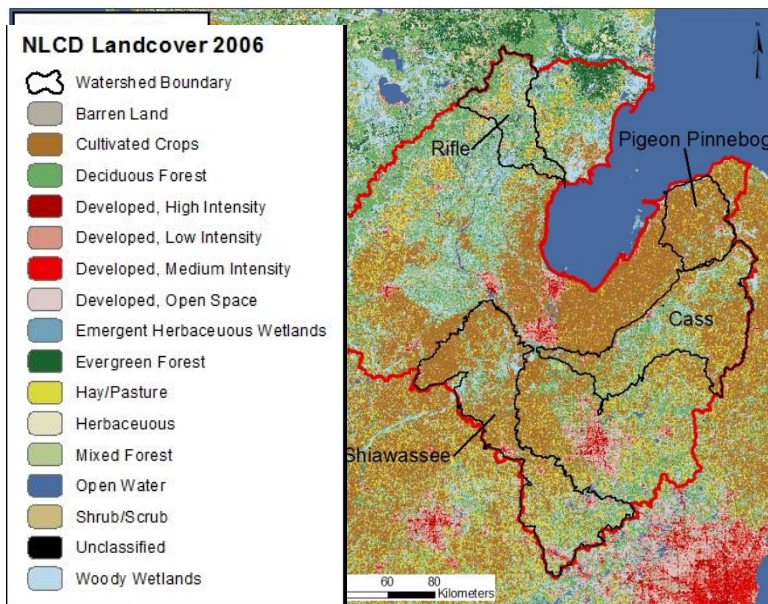 NLCD Landcover 2006
Watershed Boundary
Barren Land
Cultivated Crops
Deciduous Forest
Developed, High Intensity
Developed, Low Intensity
Developed, Medium Intensity
Developed, Open Space
Emergent Herbaceuous Wetlands
Evergreen Forest
Hay/Pasture
Herbaceuous
Mixed Forest
Open Water
Shrub/Scrub
Unclassified
Woody Wetlands
N
Rifle
Pigeon Pinnebog
Cass
Shiawassee
60 80
Kilometers